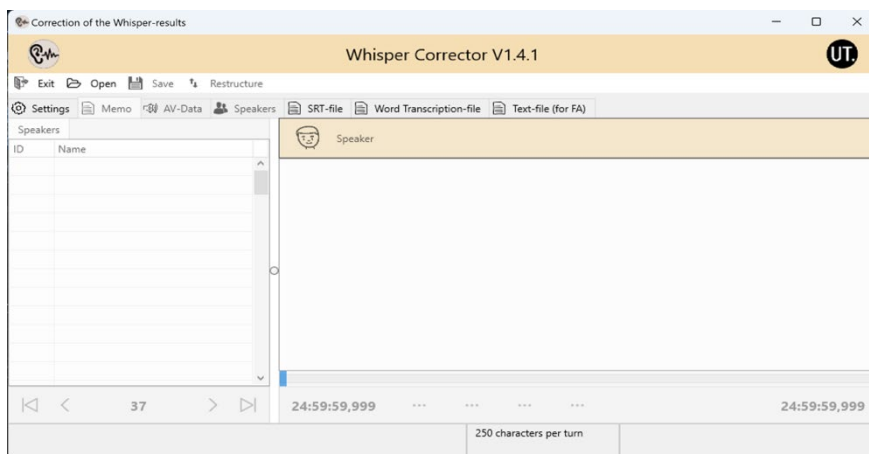 Correction of the Whisper-results
Whisper Corrector V1.4.1
UT.
Exit Open Save Restructure
Settings Memo AV-Data Speakers SRT-file Word Transcription-file Text-file (for FA)
Speakers
Speaker
ID Name
37
24:59:59,999 --- --- --- --- 24:59:59,999
250 characters per turn